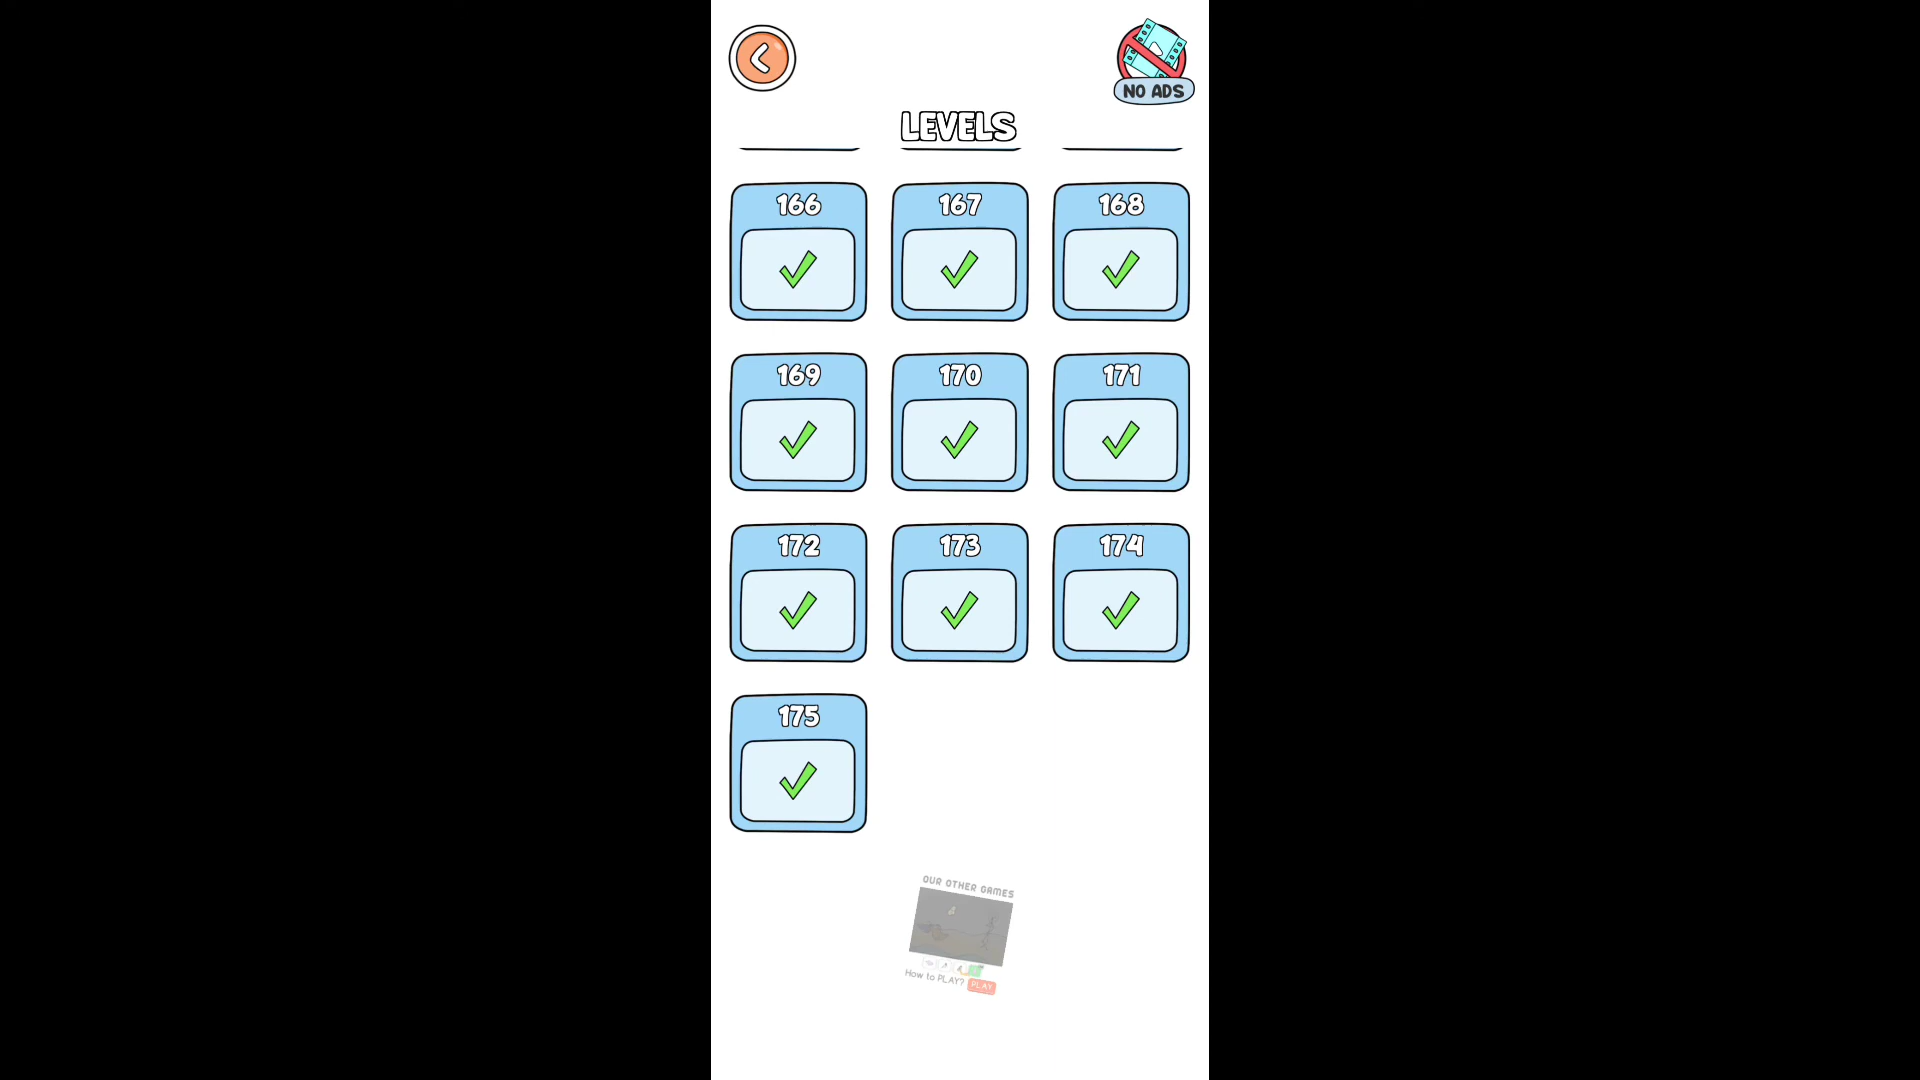 NO ADS
LEVELS
166 167 168
169 170 171
172 173 174
175
OUR OTHER GAMES
How to PLAY? PLAY